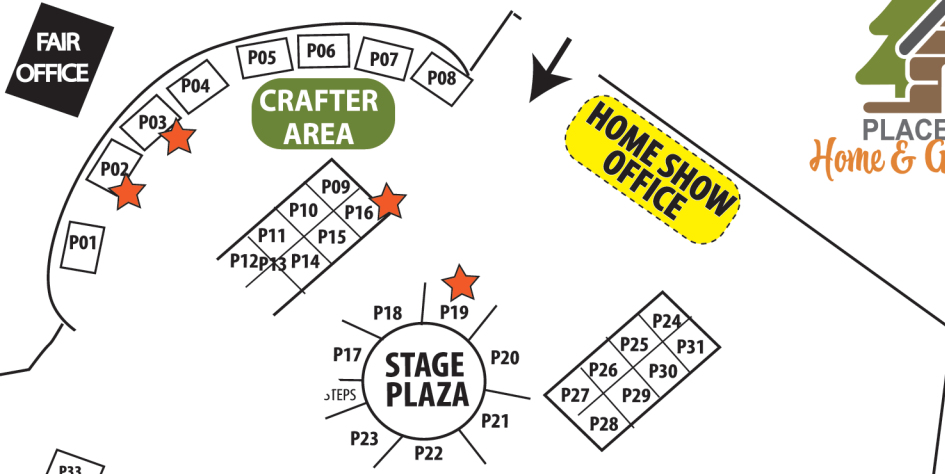 FAIR
OFFICE
P01
P02
P03
P04
P05
P06
P07
P08
CRAFTER
AREA
HOME SHOW
OFFICE
PLACE
Home & G
P09
P10
P16
P11
P15
P12
P13
P14
P18
P19
P17
P20
STAGE
PLAZA
TEPS
P21
P23
P22
P24
P25
P31
P26
P30
P27
P29
P28
P33